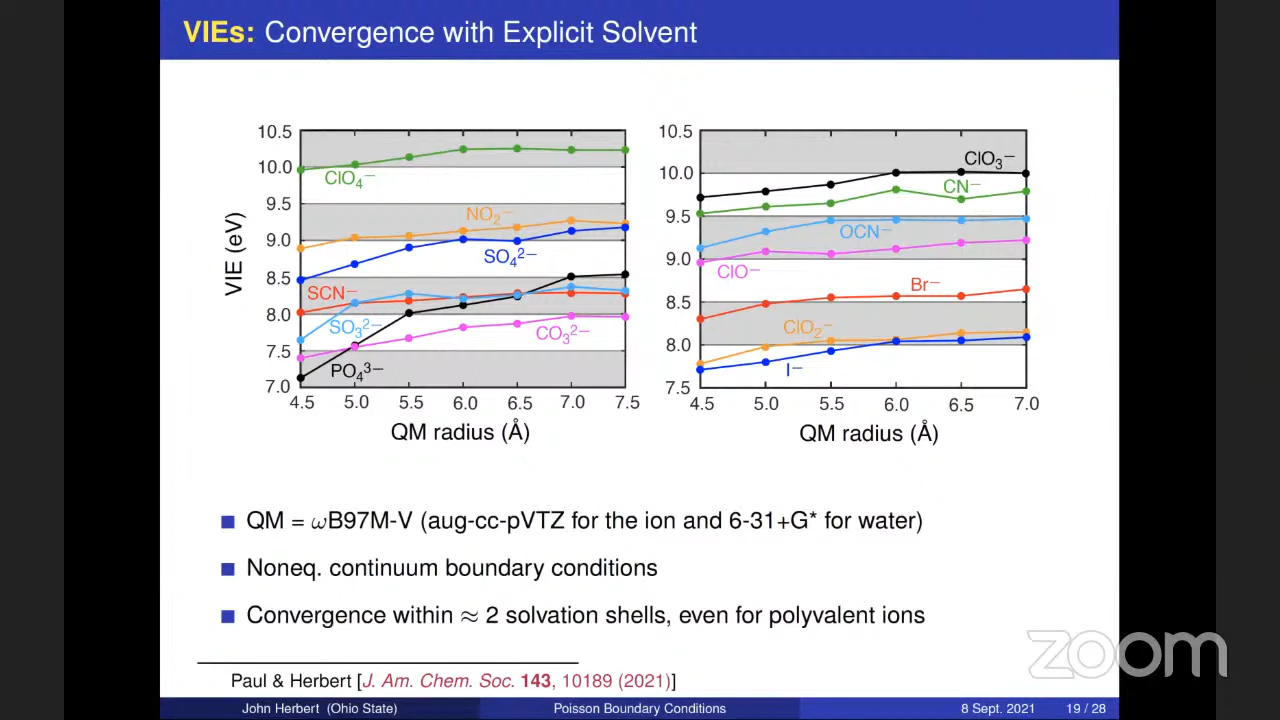 VIEs: Convergence with Explicit Solvent
10.5
10.0
9.5
9.0
8.5
8.0
7.5
7.0
VIE (eV)
ClO₄⁻
NO₂⁻
SO₄²⁻
SCN⁻
SO₃²⁻
CO₃²⁻
PO₄³⁻
4.5 5.0 5.5 6.0 6.5 7.0 7.5
QM radius (Å)
10.5
10.0
9.5
9.0
8.5
8.0
7.5
ClO₃⁻
CN⁻
OCN⁻
ClO⁻
Br⁻
ClO₂⁻
I⁻
4.5 5.0 5.5 6.0 6.5 7.0
QM radius (Å)
QM = ωB97M-V (aug-cc-pVTZ for the ion and 6-31+G* for water)
Noneq. continuum boundary conditions
Convergence within ≈ 2 solvation shells, even for polyvalent ions
Paul & Herbert [J. Am. Chem. Soc. 143, 10189 (2021)]
John Herbert (Ohio State) Poisson Boundary Conditions 8 Sept. 2021 19 / 28
zoom